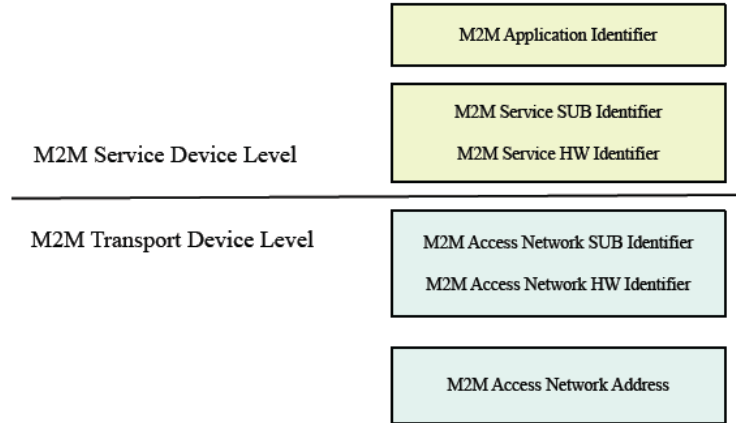 M2M Application Identifier
M2M Service SUB Identifier
M2M Service Device Level
M2M Service HW Identifier
M2M Transport Device Level
M2M Access Network SUB Identifier
M2M Access Network HW Identifier
M2M Access Network Address